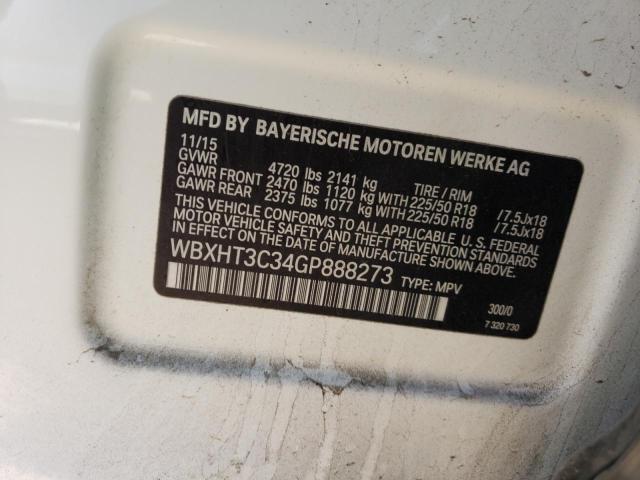 MFD BY BAYERISCHE MOTOREN WERKE AG
11/15
GVWR 4720 lbs 2141 kg TIRE / RIM
GAWR FRONT 2470 lbs 1120 kg WITH 225/50 R18 /7.5Jx18
GAWR REAR 2375 lbs 1077 kg WITH 225/50 R18 /7.5Jx18
THIS VEHICLE CONFORMS TO ALL APPLICABLE U. S. FEDERAL
MOTOR VEHICLE SAFETY AND THEFT PREVENTION STANDARDS
IN EFFECT ON THE DATE OF MANUFACTURE SHOWN ABOVE.
WBXHT3C34GP888273 TYPE: MPV
300/0
7 320 730